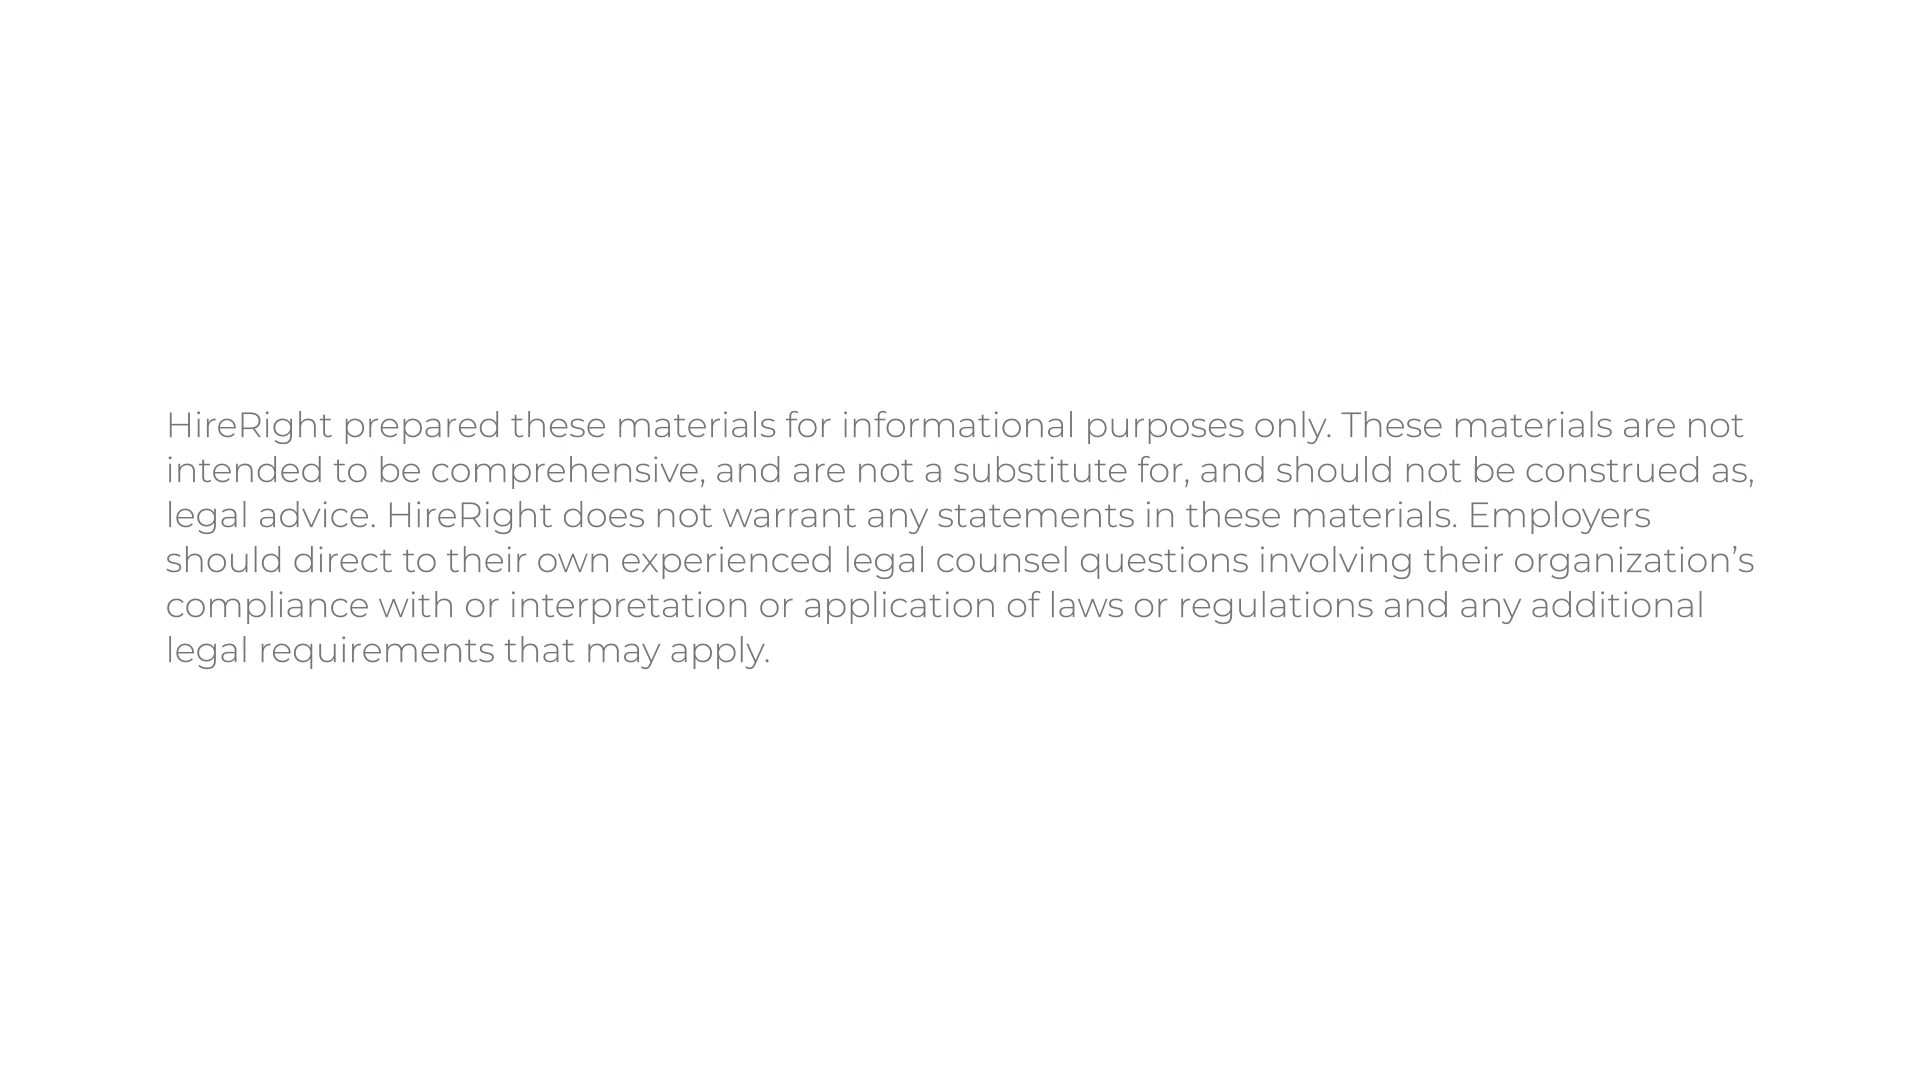 HireRight prepared these materials for informational purposes only. These materials are not
intended to be comprehensive, and are not a substitute for, and should not be construed as,
legal advice. HireRight does not warrant any statements in these materials. Employers
should direct to their own experienced legal counsel questions involving their organization’s
compliance with or interpretation or application of laws or regulations and any additional
legal requirements that may apply.